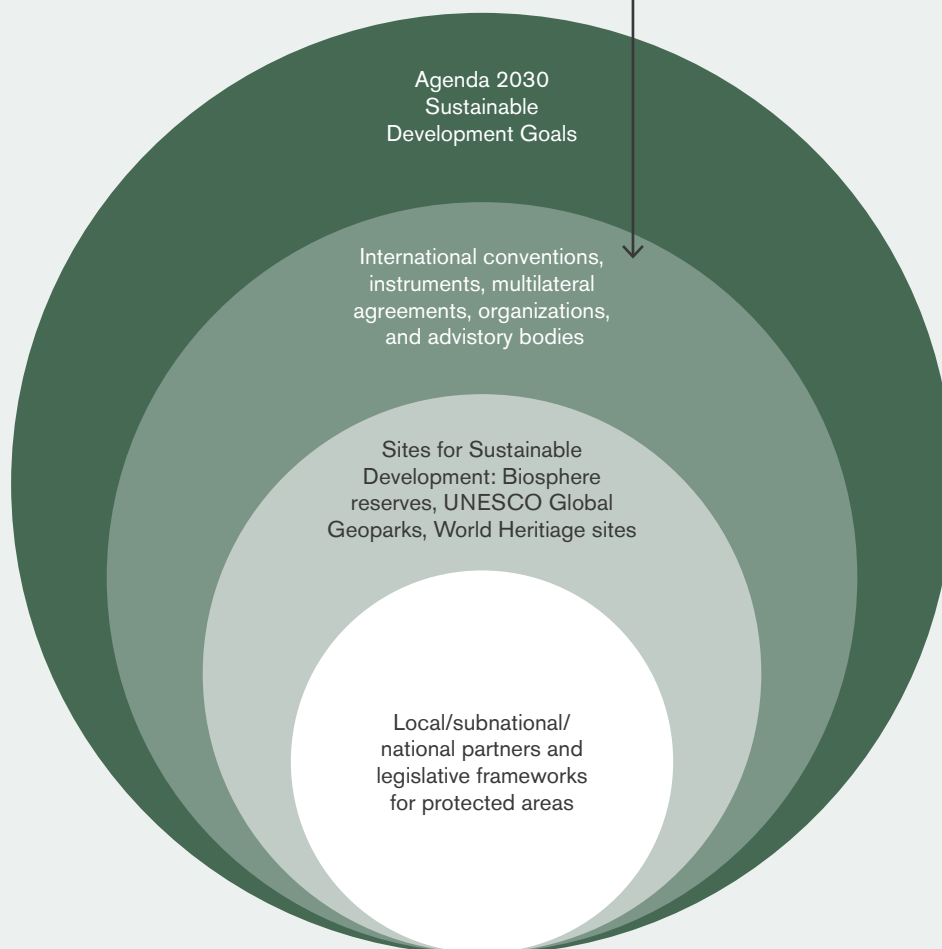 Agenda 2030
Sustainable
Development Goals
International conventions,
instruments, multilateral
agreements, organizations,
and advistory bodies
Sites for Sustainable
Development: Biosphere
reserves, UNESCO Global
Geoparks, World Heritiage sites
Local/subnational/
national partners and
legislative frameworks
for protected areas